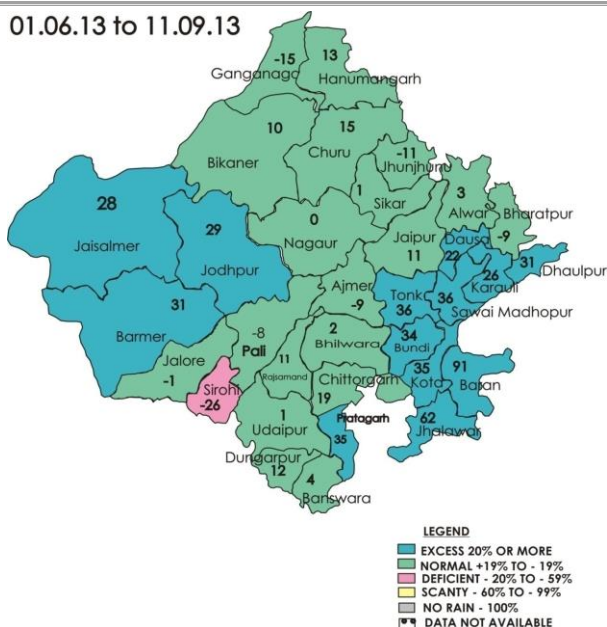 01.06.13 to 11.09.13
-15
Ganganagar
13
Hanumangarh
10
Bikaner
15
Churu
-11
Jhunjhunu
1
Sikar
3
Alwar
Bharatpur
-9
28
Jaisalmer
29
Jodhpur
0
Nagaur
Jaipur
11
Dausa
22
26
Karauli
31
Dhaulpur
31
Barmer
Ajmer
-9
Tonk
36
36
Sawai Madhopur
-8
Pali
2
Bhilwara
34
Bundi
Jalore
-1
Sirohi
-26
11
Rajsamand
Chittorgarh
19
35
Kota
91
Baran
62
Jhalawar
1
Udaipur
Pratagarh
35
Dungarpur
12
4
Banswara
LEGEND
EXCESS 20% OR MORE
NORMAL +19% TO - 19%
DEFICIENT - 20% TO - 59%
SCANTY - 60% TO - 99%
NO RAIN - 100%
DATA NOT AVAILABLE